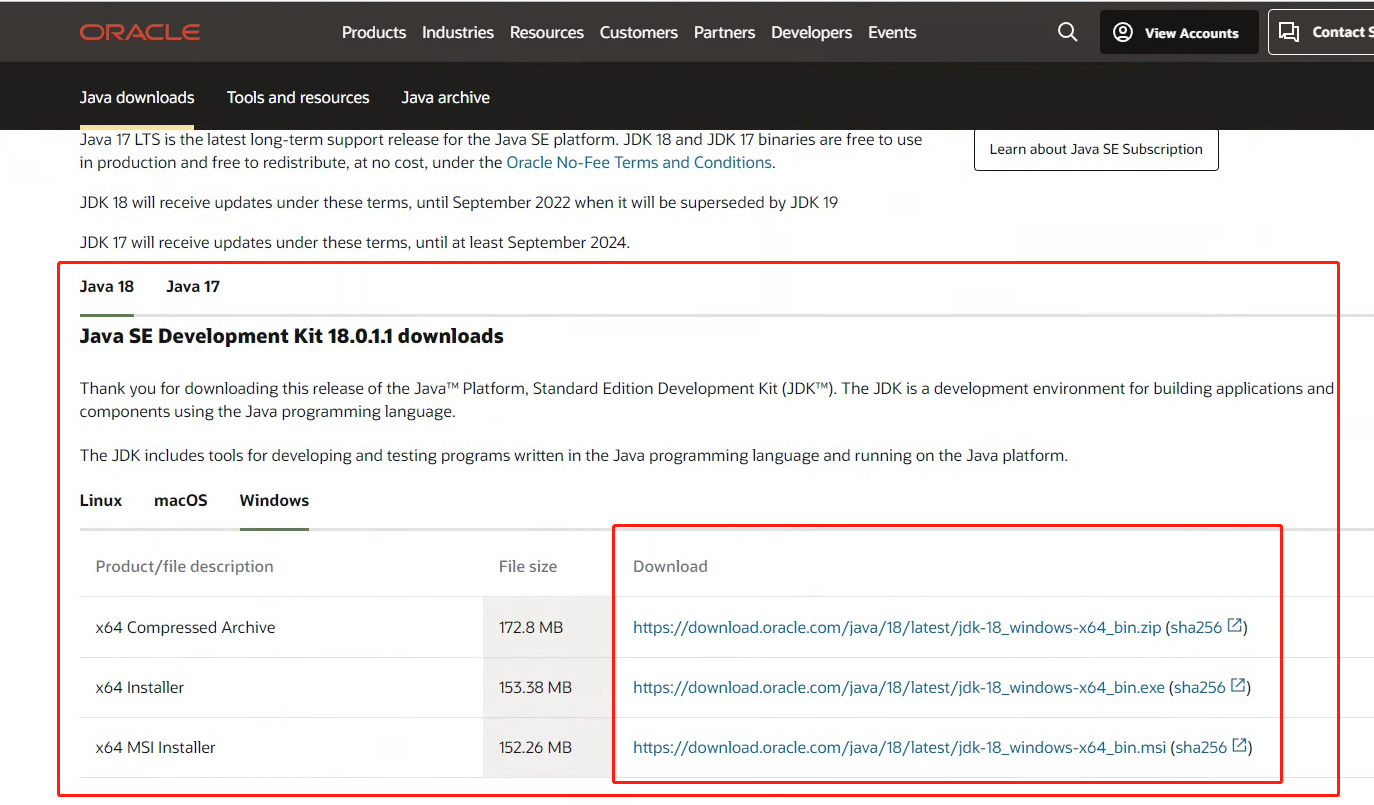 ORACLE Products Industries Resources Customers Partners Developers Events View Accounts Contact S
Java downloads Tools and resources Java archive
Java 17 LTS is the latest long-term support release for the Java SE platform. JDK 18 and JDK 17 binaries are free to use
in production and free to redistribute, at no cost, under the Oracle No-Fee Terms and Conditions.
Learn about Java SE Subscription
JDK 18 will receive updates under these terms, until September 2022 when it will be superseded by JDK 19
JDK 17 will receive updates under these terms, until at least September 2024.
Java 18 Java 17
Java SE Development Kit 18.0.1.1 downloads
Thank you for downloading this release of the Java™ Platform, Standard Edition Development Kit (JDK™). The JDK is a development environment for building applications and
components using the Java programming language.
The JDK includes tools for developing and testing programs written in the Java programming language and running on the Java platform.
Linux macOS Windows
Product/file description File size Download
x64 Compressed Archive 172.8 MB https://download.oracle.com/java/18/latest/jdk-18_windows-x64_bin.zip (sha256)
x64 Installer 153.38 MB https://download.oracle.com/java/18/latest/jdk-18_windows-x64_bin.exe (sha256)
x64 MSI Installer 152.26 MB https://download.oracle.com/java/18/latest/jdk-18_windows-x64_bin.msi (sha256)